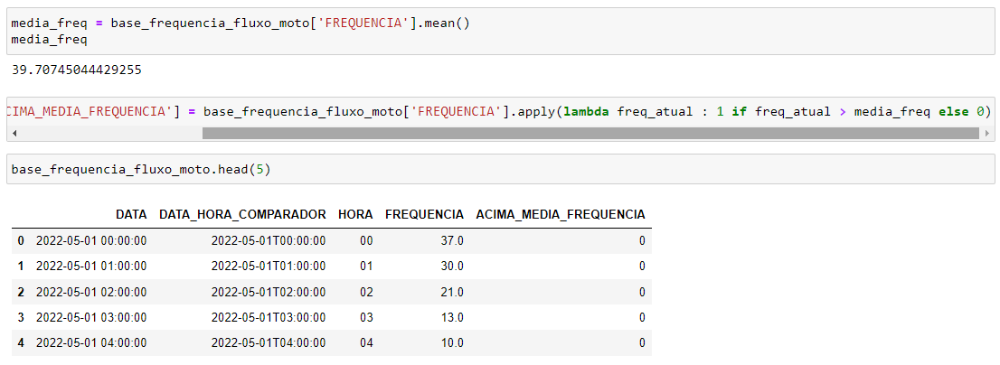 media_freq = base_frequencia_fluxo_moto['FREQUENCIA'].mean()
media_freq
39.70745044429255
CIMA_MEDIA_FREQUENCIA'] = base_frequencia_fluxo_moto['FREQUENCIA'].apply(lambda freq_atual : 1 if freq_atual > media_freq else 0)
base_frequencia_fluxo_moto.head(5)
DATA DATA_HORA_COMPARADOR HORA FREQUENCIA ACIMA_MEDIA_FREQUENCIA
0 2022-05-01 00:00:00 2022-05-01T00:00:00 00 37.0 0
1 2022-05-01 01:00:00 2022-05-01T01:00:00 01 30.0 0
2 2022-05-01 02:00:00 2022-05-01T02:00:00 02 21.0 0
3 2022-05-01 03:00:00 2022-05-01T03:00:00 03 13.0 0
4 2022-05-01 04:00:00 2022-05-01T04:00:00 04 10.0 0